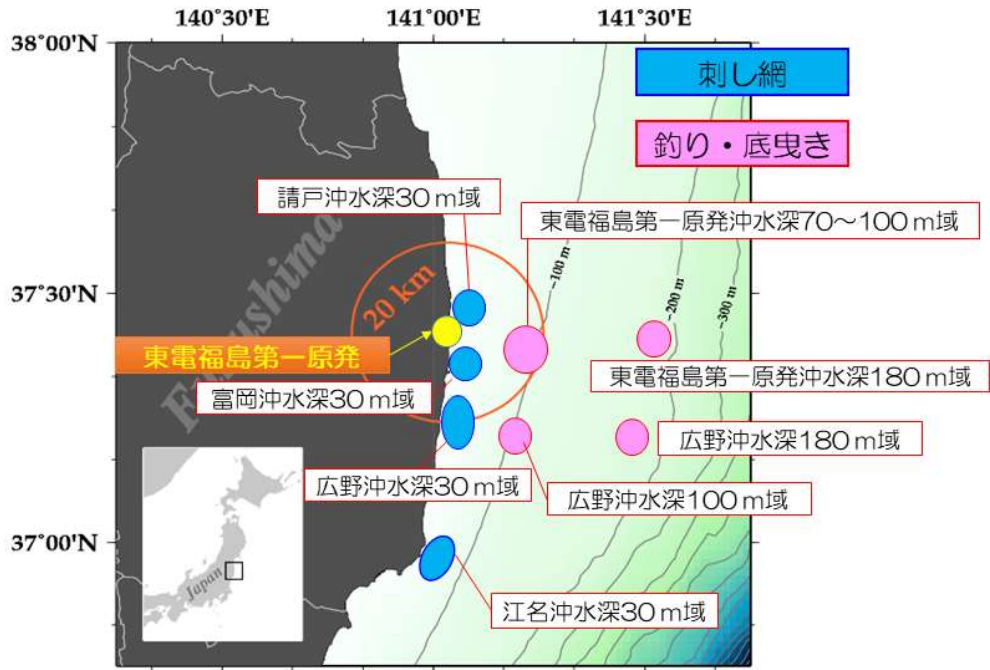 140°30'E
141°00'E
141°30'E
38°00'N
刺し網
釣り・底曳き
請戸沖水深30m域
東電福島第一原発沖水深70～100m域
-100 m
-200 m
-300 m
37°30'N
20 km
Fukushima
東電福島第一原発
東電福島第一原発沖水深180m域
富岡沖水深30m域
広野沖水深180m域
広野沖水深30m域
広野沖水深100m域
37°00'N
Japan
江名沖水深30m域